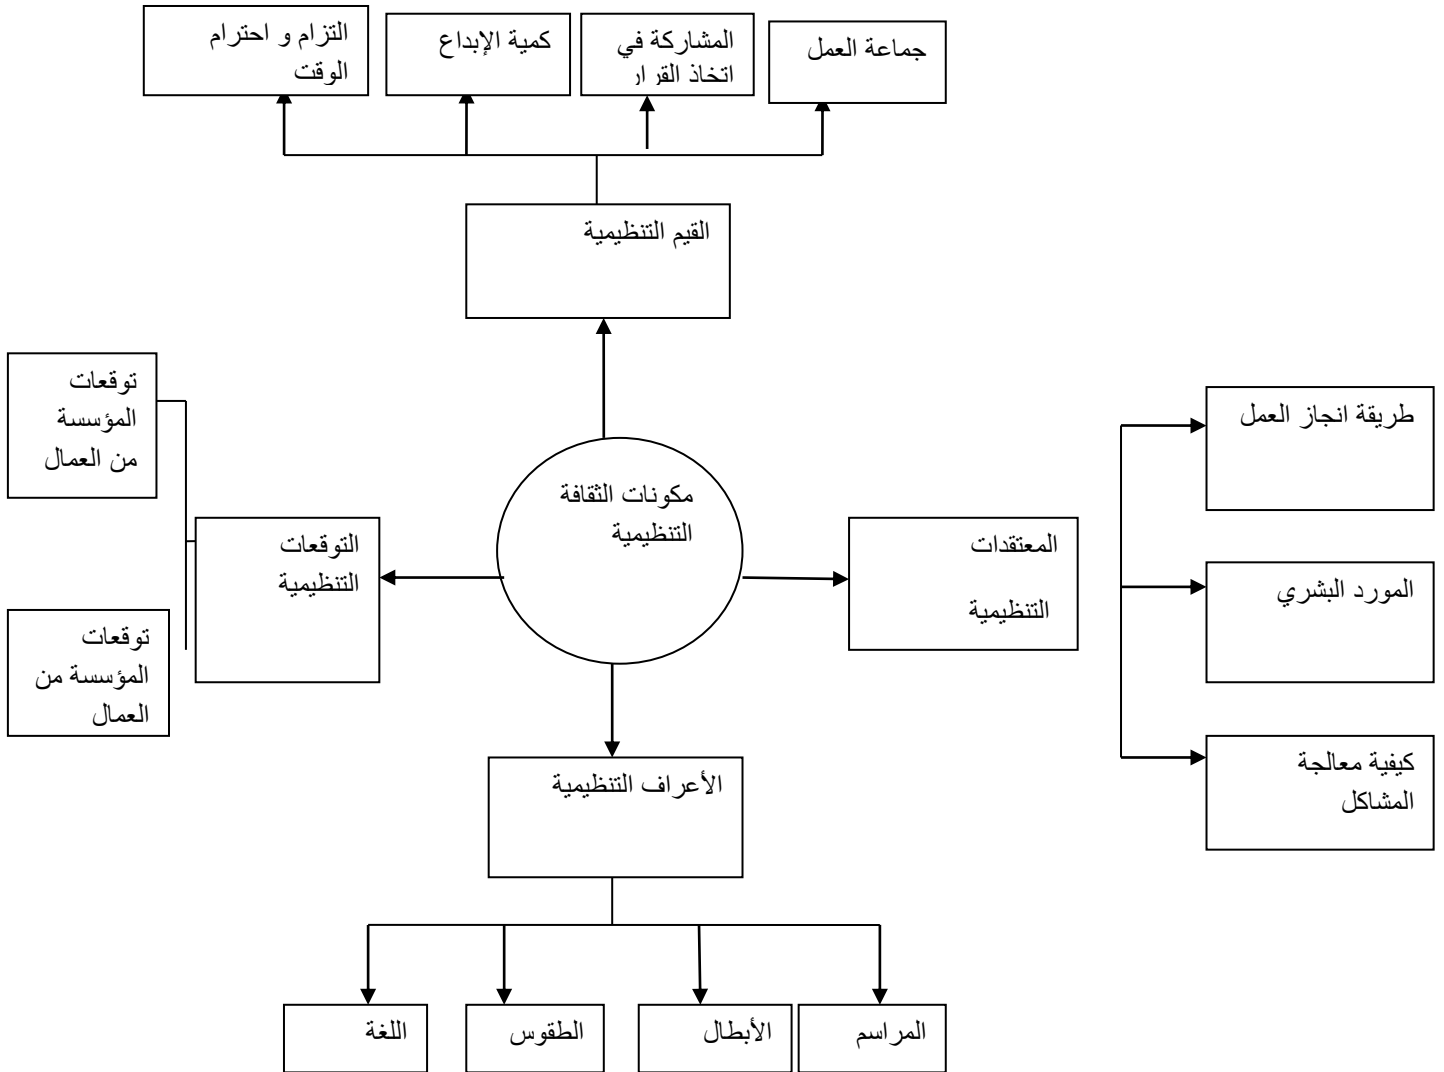 جماعة العمل
المشاركة في
اتخاذ القرار
كمية الإبداع
التزام و احترام
الوقت
القيم التنظيمية
طريقة انجاز العمل
المورد البشري
كيفية معالجة
المشاكل
المعتقدات
التنظيمية
مكونات الثقافة
التنظيمية
التوقعات
التنظيمية
توقعات
المؤسسة
من العمال
توقعات
المؤسسة من
العمال
الأعراف التنظيمية
المراسم
الأبطال
الطقوس
اللغة